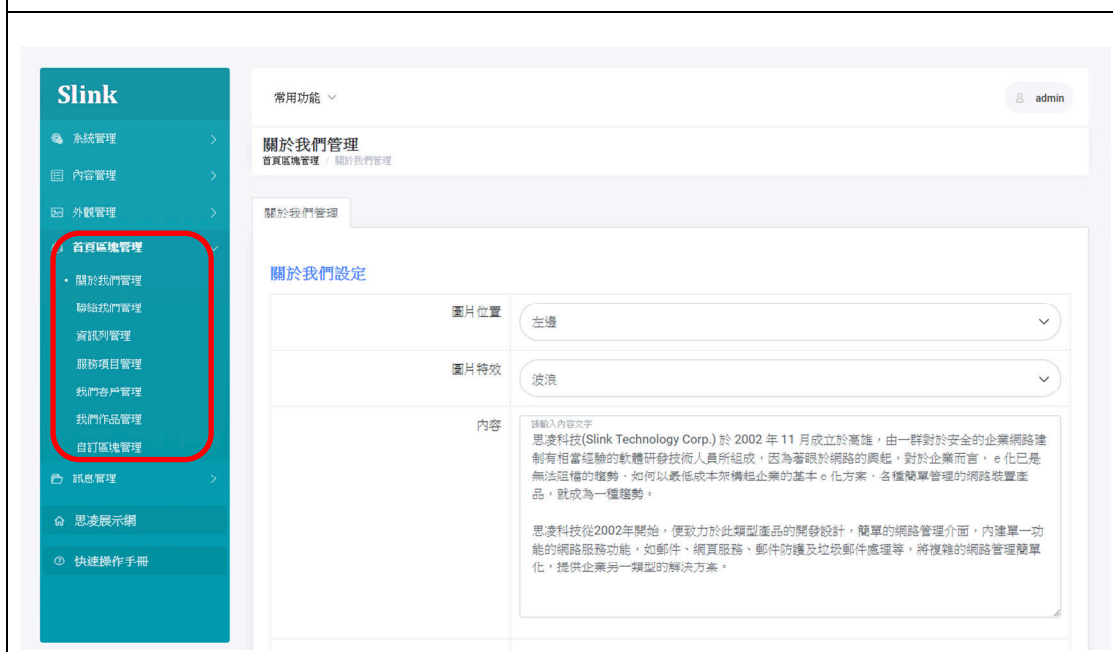 Slink
系統管理
內容管理
外觀管理
首頁區塊管理
關於我們管理
聯絡我們管理
資訊列管理
服務項目管理
我們客戶管理
我們作品管理
自訂區塊管理
訊息管理
思凌展示網
快速操作手冊
常用功能
admin
關於我們管理
首頁區塊管理 / 關於我們管理
關於我們管理
關於我們設定
圖片位置
左邊
圖片特效
波浪
內容
請輸入內容文字
思凌科技(Slink Technology Corp.) 於 2002 年 11 月成立於高雄，由一群對於安全的企業網路建
制有相當經驗的軟體研發技術人員所組成，因為著眼於網路的興起，對於企業而言， e 化已是
無法阻檔的趨勢、如何以最低成本架構起企業的基本 e 化方案、各種簡單管理的網路裝置產
品，就成為一種趨勢。
思凌科技從2002年開始，便致力於此類型產品的開發設計，簡單的網路管理介面，內建單一功
能的網路服務功能，如郵件、網頁服務、郵件防護及垃圾郵件處理等，將複雜的網路管理簡單
化，提供企業另一類型的解決方案。